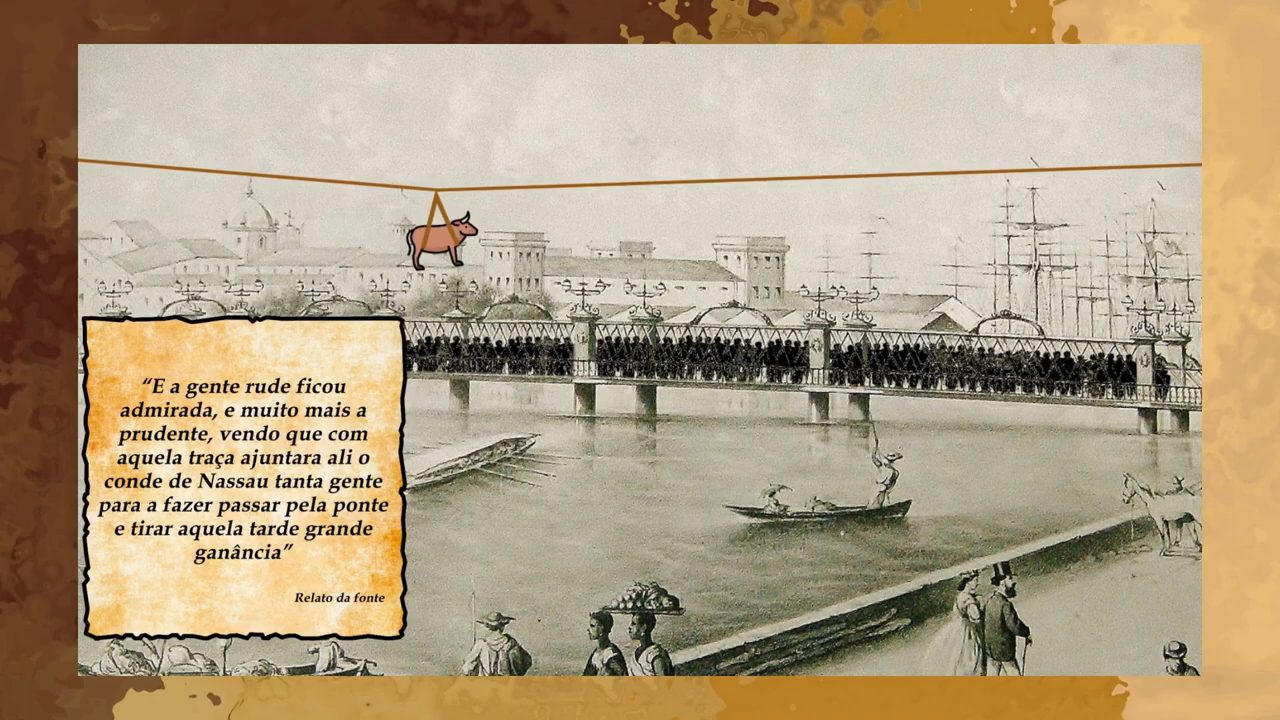 “E a gente rude ficou
admirada, e muito mais a
prudente, vendo que com
aquela traça ajuntara ali o
conde de Nassau tanta gente
para a fazer passar pela ponte
e tirar aquela tarde grande
ganância”
Relato da fonte